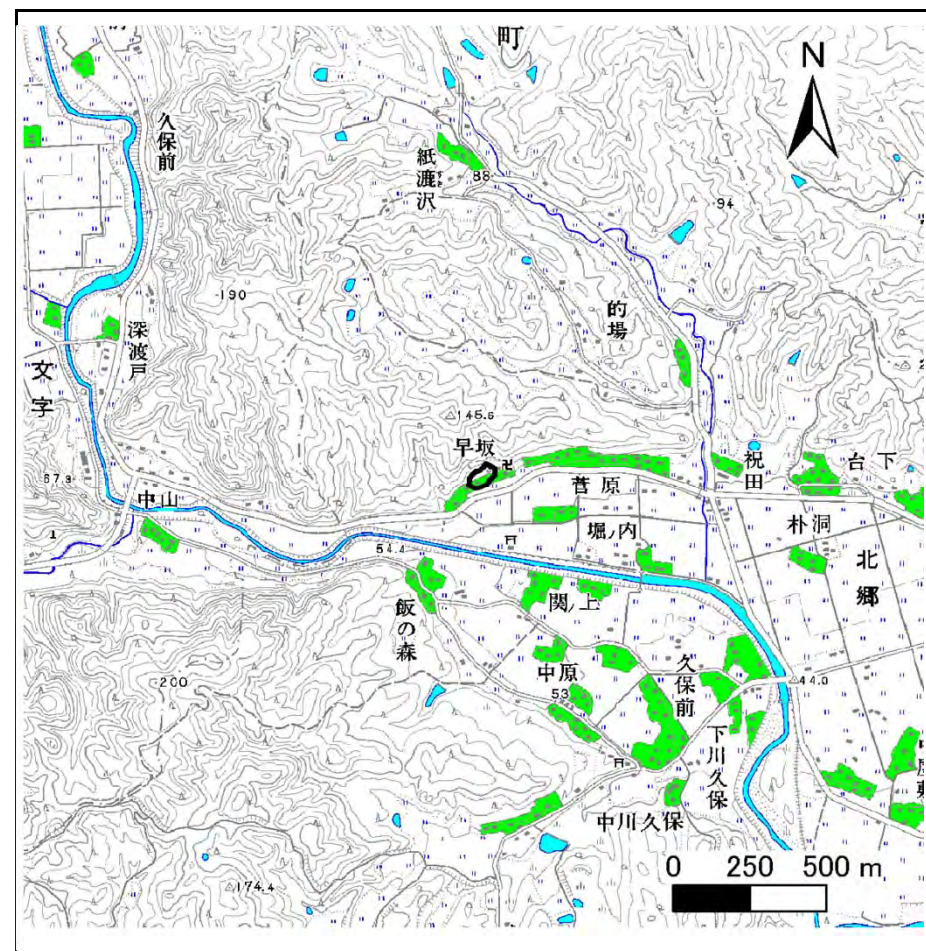 町
N
久保前
紙漉沢
88
94
190
的場
深渡戸
文字
145.5
早坂
祝田
台下
67.3
中山
菅原
堀ノ内
朴洞
北郷
54.4
関ノ上
飯の森
久保前
中原
53
44.0
200
下川久保
中川久保
0 250 500 m
174.4